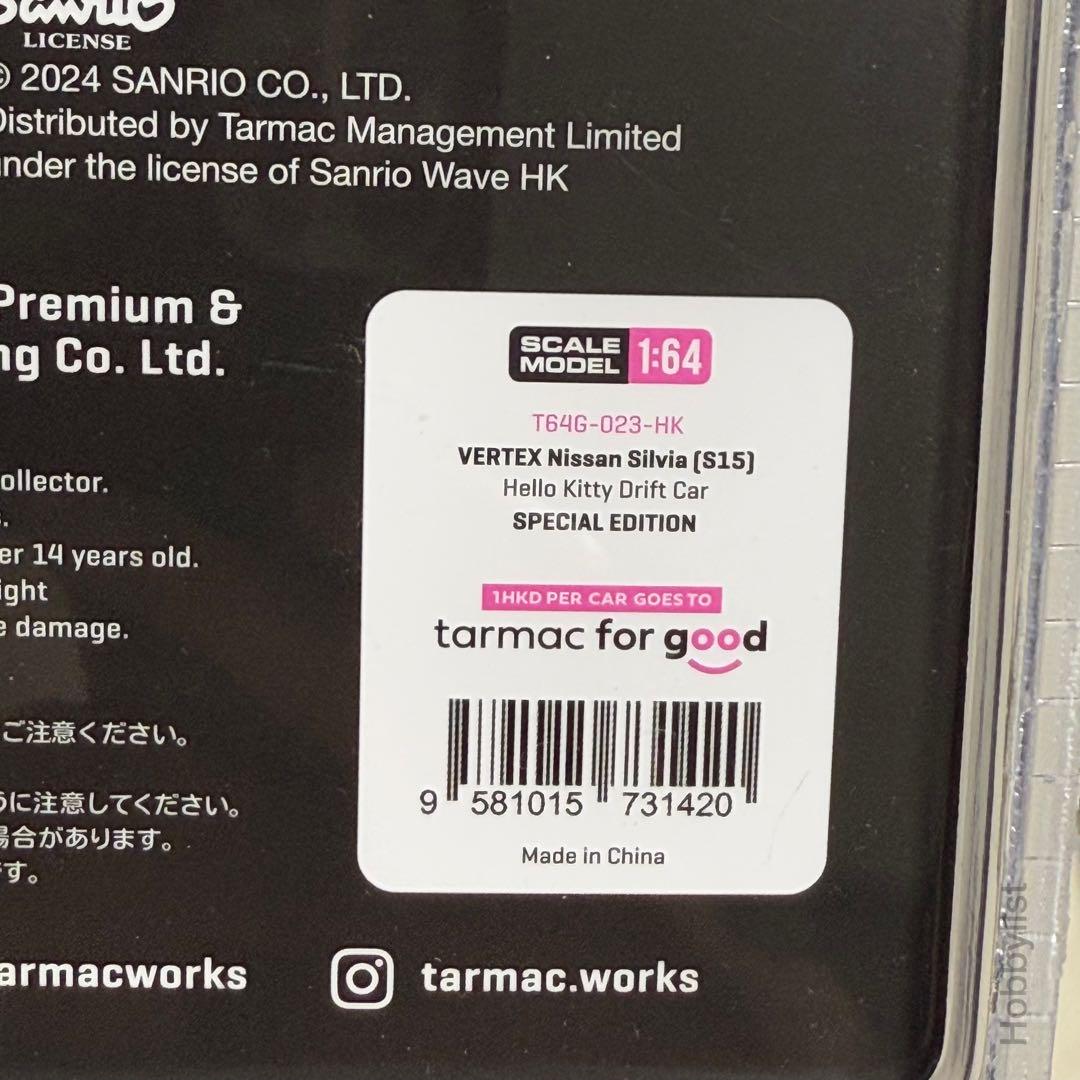 Sanrio
LICENSE
© 2024 SANRIO CO., LTD.
Distributed by Tarmac Management Limited
under the license of Sanrio Wave HK
Premium &
ng Co. Ltd.
SCALE MODEL 1:64
T64G-023-HK
VERTEX Nissan Silvia (S15)
Hello Kitty Drift Car
SPECIAL EDITION
1HKD PER CAR GOES TO
tarmac for good
9 581015 731420
Made in China
ollector.
s.
er 14 years old.
ight
e damage.
ご注意ください。
うに注意してください。
場合があります。
です。
armacworks
tarmac.works
Hobbylist